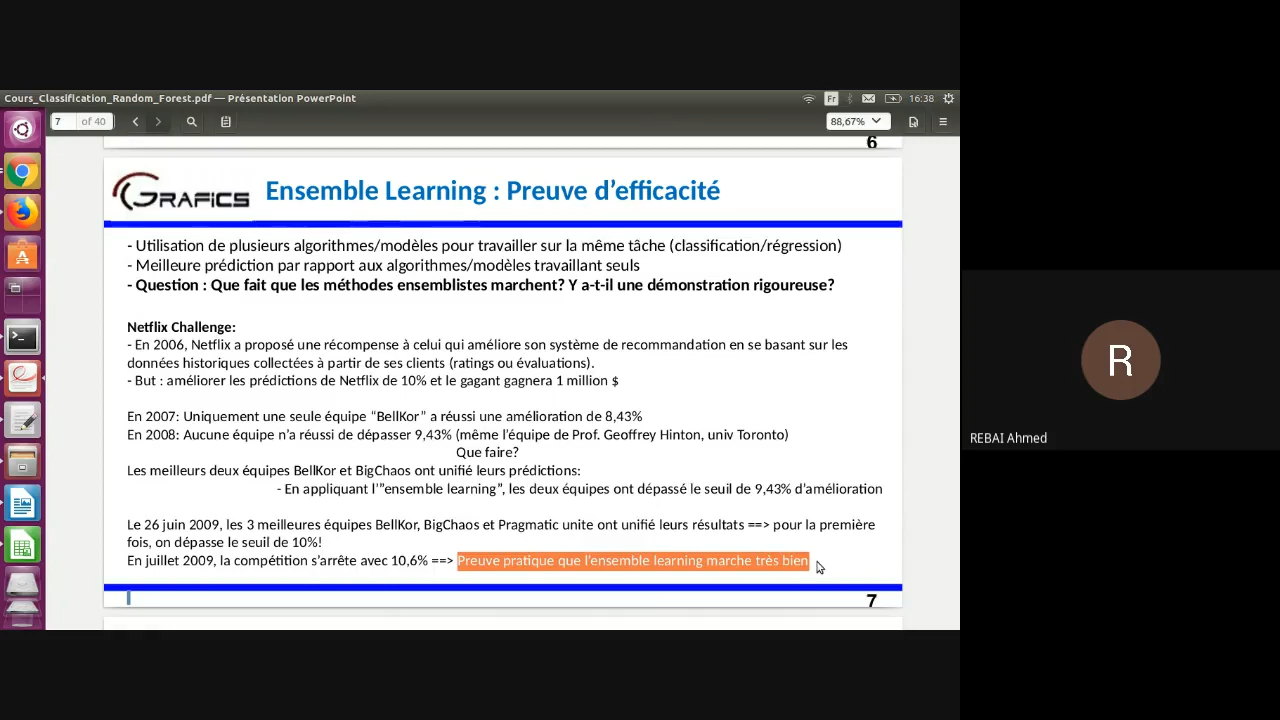 Cours_Classification_Random_Forest.pdf — Présentation PowerPoint
Fr
16:38
7
of 40
88,67%
6
GRAFICS
Ensemble Learning : Preuve d’efficacité
- Utilisation de plusieurs algorithmes/modèles pour travailler sur la même tâche (classification/régression)
- Meilleure prédiction par rapport aux algorithmes/modèles travaillant seuls
- Question : Que fait que les méthodes ensemblistes marchent? Y a-t-il une démonstration rigoureuse?
Netflix Challenge:
- En 2006, Netflix a proposé une récompense à celui qui améliore son système de recommandation en se basant sur les
données historiques collectées à partir de ses clients (ratings ou évaluations).
- But : améliorer les prédictions de Netflix de 10% et le gagant gagnera 1 million $
En 2007: Uniquement une seule équipe “BellKor” a réussi une amélioration de 8,43%
En 2008: Aucune équipe n’a réussi de dépasser 9,43% (même l’équipe de Prof. Geoffrey Hinton, univ Toronto)
Que faire?
Les meilleurs deux équipes BellKor et BigChaos ont unifié leurs prédictions:
- En appliquant l’”ensemble learning”, les deux équipes ont dépassé le seuil de 9,43% d’amélioration
Le 26 juin 2009, les 3 meilleures équipes BellKor, BigChaos et Pragmatic unite ont unifié leurs résultats ==> pour la première
fois, on dépasse le seuil de 10%!
En juillet 2009, la compétition s’arrête avec 10,6% ==> Preuve pratique que l’ensemble learning marche très bien
7
R
REBAI Ahmed